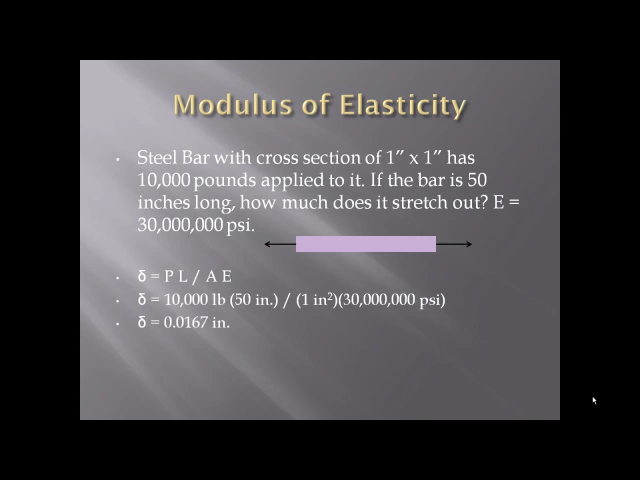 Modulus of Elasticity
• Steel Bar with cross section of 1” x 1” has
10,000 pounds applied to it. If the bar is 50
inches long, how much does it stretch out? E =
30,000,000 psi.
• δ = P L / A E
• δ = 10,000 lb (50 in.) / (1 in²)(30,000,000 psi)
• δ = 0.0167 in.